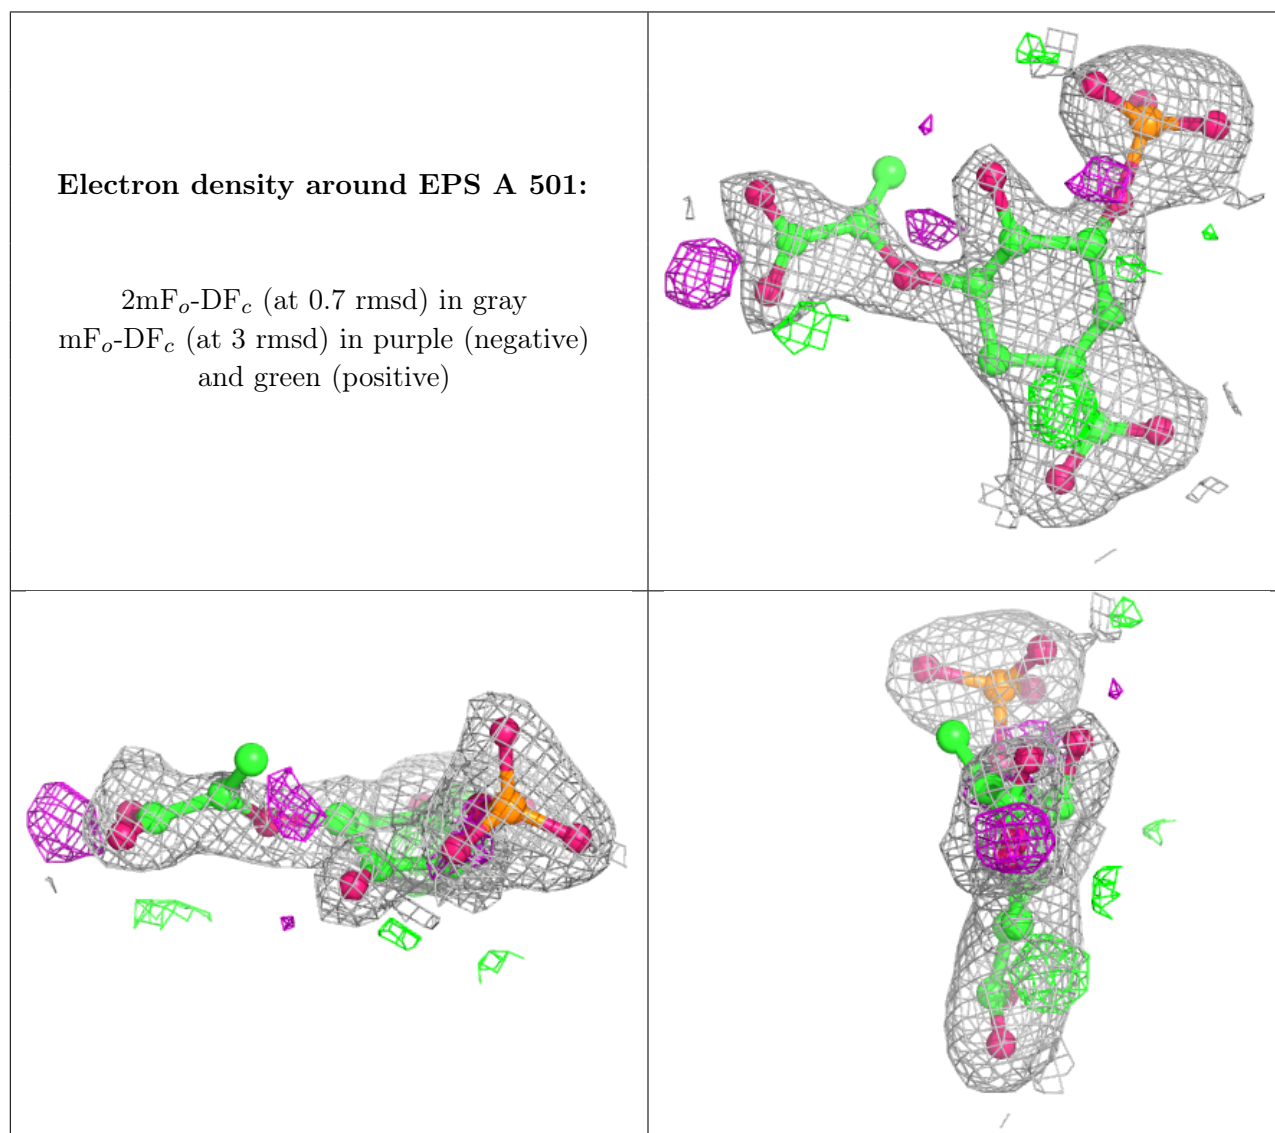 Electron density around EPS A 501:
2mFo-DFc (at 0.7 rmsd) in gray
mFo-DFc (at 3 rmsd) in purple (negative)
and green (positive)